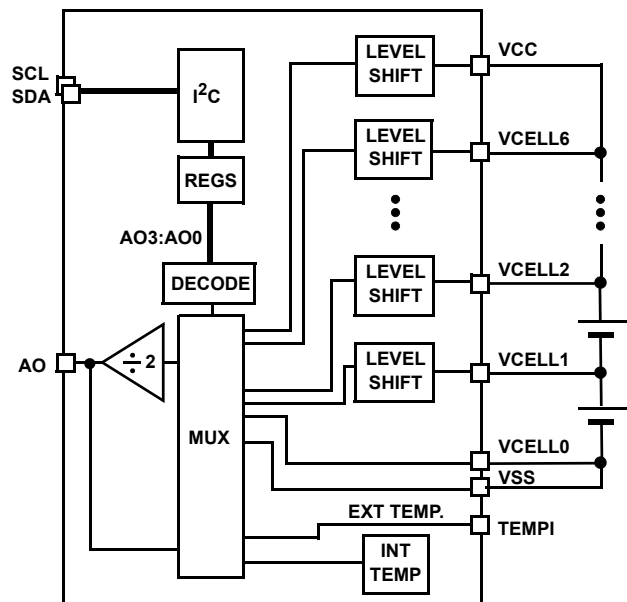 SCL
SDA
I²C
REGS
AO3:AO0
DECODE
AO
÷ 2
MUX
LEVEL
SHIFT
VCC
LEVEL
SHIFT
VCELL6
LEVEL
SHIFT
VCELL2
LEVEL
SHIFT
VCELL1
VCELL0
VSS
EXT TEMP.
TEMPI
INT
TEMP